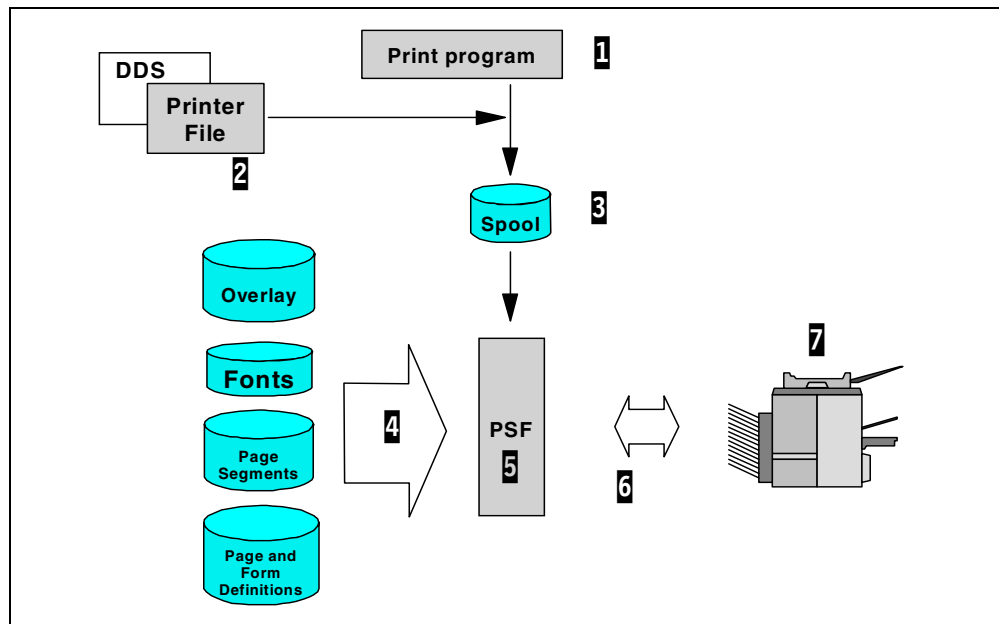 Print program
1
DDS
Printer
File
2
Spool
3
Overlay
Fonts
Page
Segments
Page and
Form
Definitions
4
PSF
5
6
7